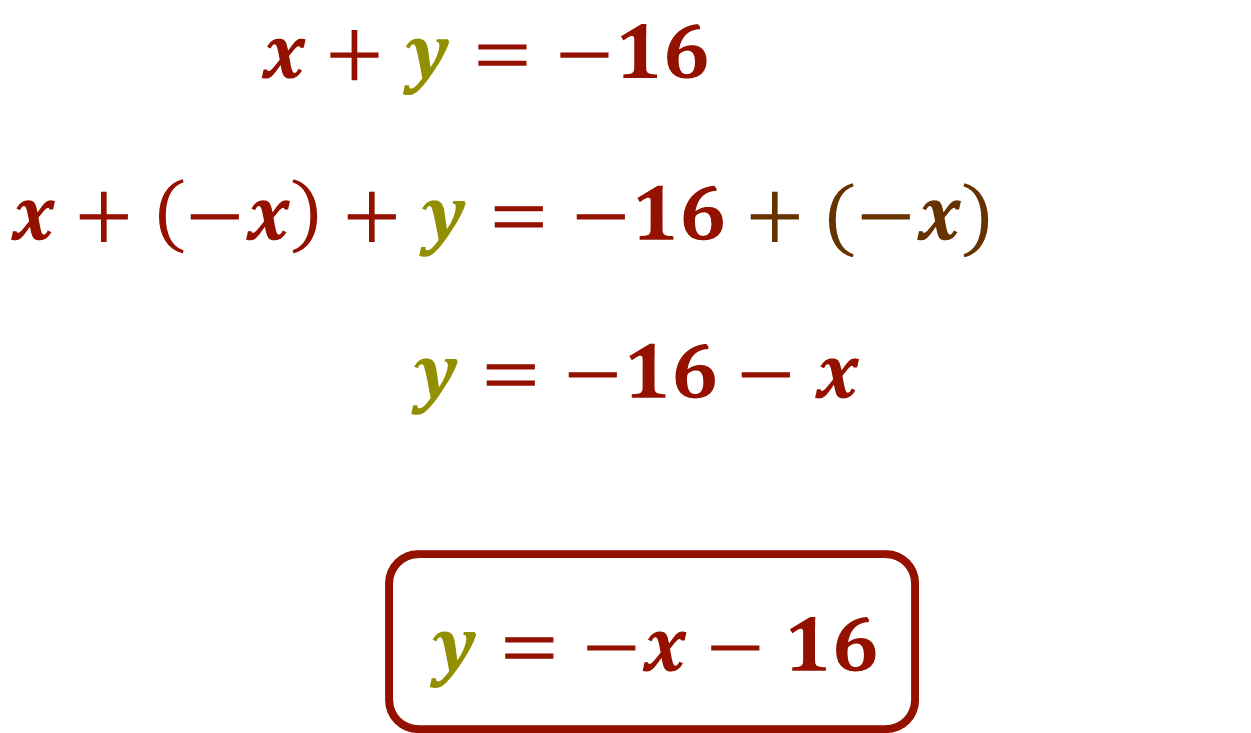 x + y = −16
x + (−x) + y = −16 + (−x)
y = −16 − x
y = −x − 16